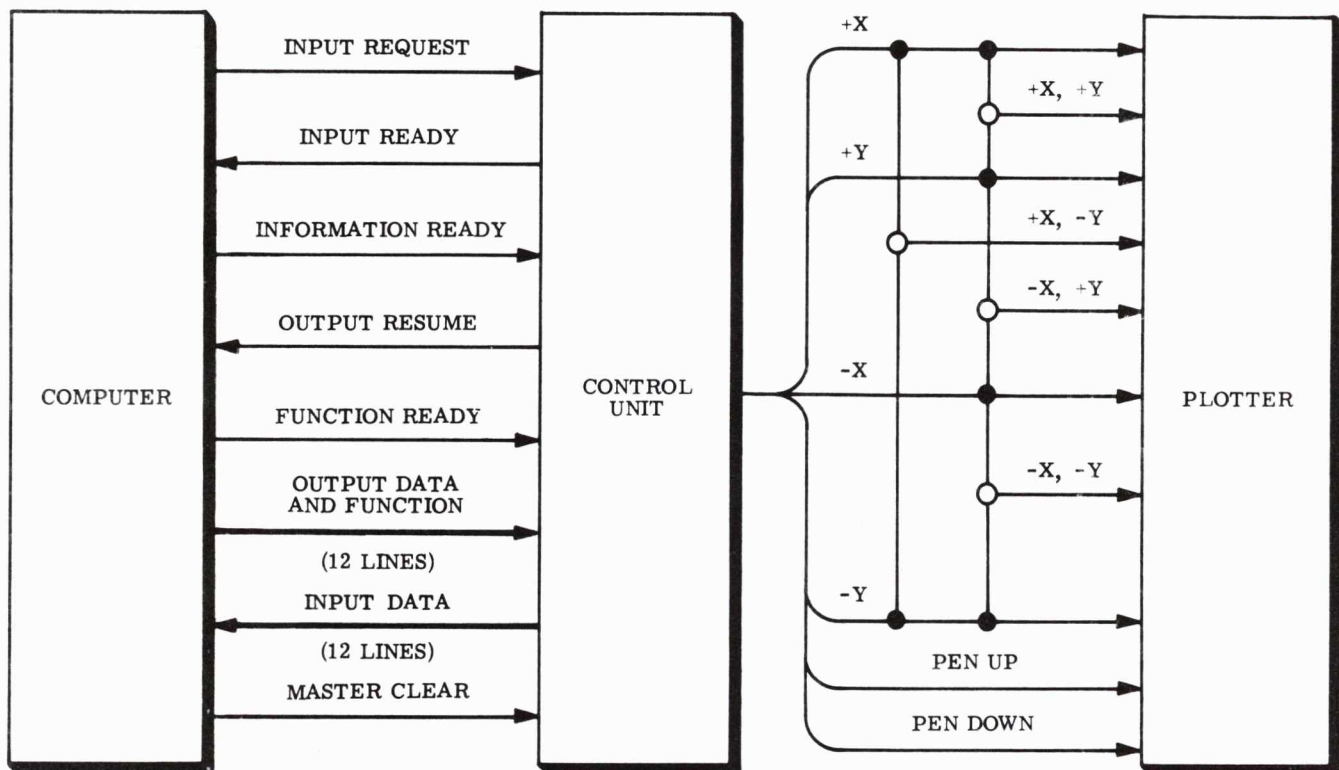 COMPUTER
INPUT REQUEST
INPUT READY
INFORMATION READY
OUTPUT RESUME
FUNCTION READY
OUTPUT DATA
AND FUNCTION
(12 LINES)
INPUT DATA
(12 LINES)
MASTER CLEAR
CONTROL
UNIT
+X
+X, +Y
+Y
+X, -Y
-X, +Y
-X
-X, -Y
-Y
PEN UP
PEN DOWN
PLOTTER